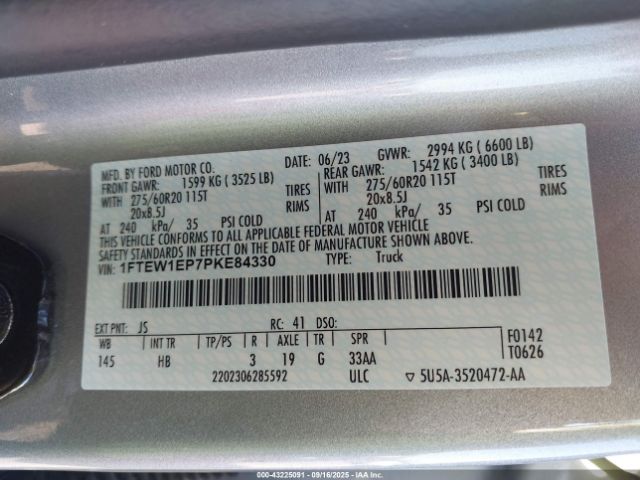 MFD. BY FORD MOTOR CO.
DATE: 06/23 GVWR: 2994 KG ( 6600 LB)
FRONT GAWR: 1599 KG ( 3525 LB) REAR GAWR: 1542 KG ( 3400 LB)
WITH 275/60R20 115T TIRES WITH 275/60R20 115T TIRES
20x8.5J RIMS 20x8.5J RIMS
AT 240 kPa/ 35 PSI COLD AT 240 kPa/ 35 PSI COLD
THIS VEHICLE CONFORMS TO ALL APPLICABLE FEDERAL MOTOR VEHICLE
SAFETY STANDARDS IN EFFECT ON THE DATE OF MANUFACTURE SHOWN ABOVE.
VIN: 1FTEW1EP7PKE84330 TYPE: Truck
EXT PNT: JS RC: 41 DSO:
WB INT TR TP/PS R AXLE TR SPR F0142
145 HB 3 19 G 33AA T0626
2202306285592 ULC ▽ 5U5A-3520472-AA
000-43225091 | 09/16/2025 | IAAI.COM